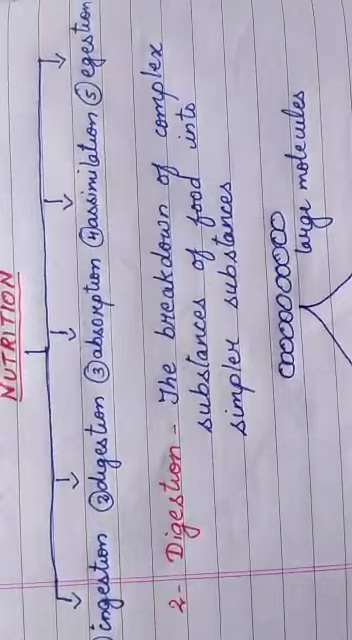 NUTRITION
①ingestion ②digestion ③absorption ④assimilation ⑤egestion
2- Digestion - The breakdown of complex
substances of food into
simpler substances
large molecules